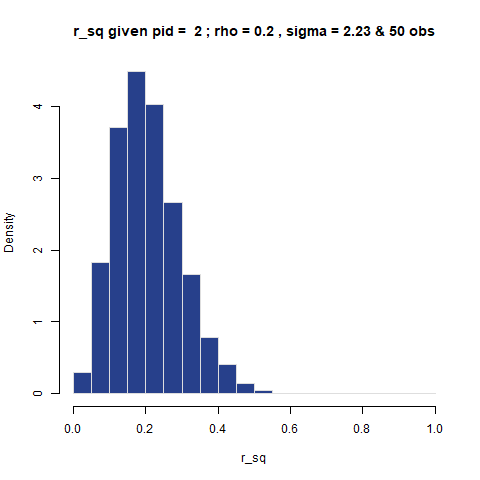 r_sq given pid =  2 ; rho = 0.2 , sigma = 2.23 & 50 obs
Density
4
3
2
1
0
0.0 0.2 0.4 0.6 0.8 1.0
r_sq